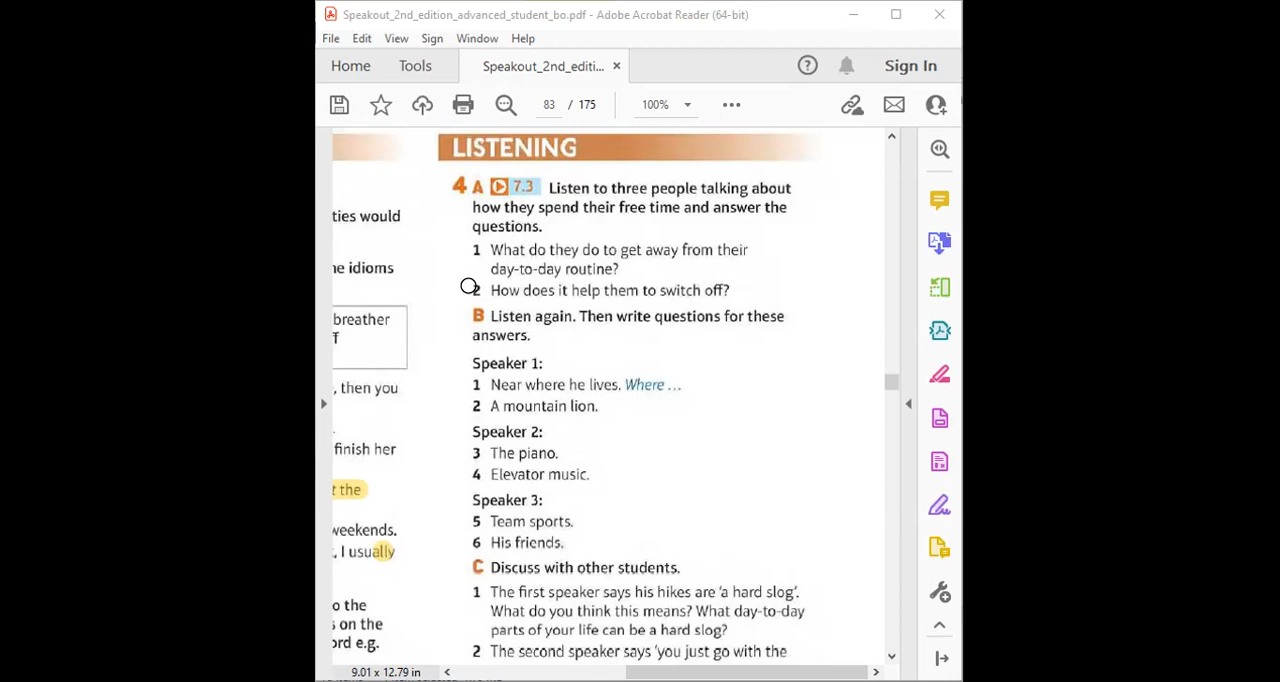 Speakout_2nd_edition_advanced_student_bo.pdf - Adobe Acrobat Reader (64-bit)
File Edit View Sign Window Help
Home Tools Speakout_2nd_editi... × Sign In
83 / 175 100%
ties would
ne idioms
breather
f
, then you
finish her
t the
weekends.
, I usually
o the
s on the
ord e.g.
LISTENING
4 A 7.3 Listen to three people talking about
how they spend their free time and answer the
questions.
1 What do they do to get away from their
day-to-day routine?
2 How does it help them to switch off?
B Listen again. Then write questions for these
answers.
Speaker 1:
1 Near where he lives. Where ...
2 A mountain lion.
Speaker 2:
3 The piano.
4 Elevator music.
Speaker 3:
5 Team sports.
6 His friends.
C Discuss with other students.
1 The first speaker says his hikes are 'a hard slog'.
What do you think this means? What day-to-day
parts of your life can be a hard slog?
2 The second speaker says 'you just go with the
9.01 x 12.79 in